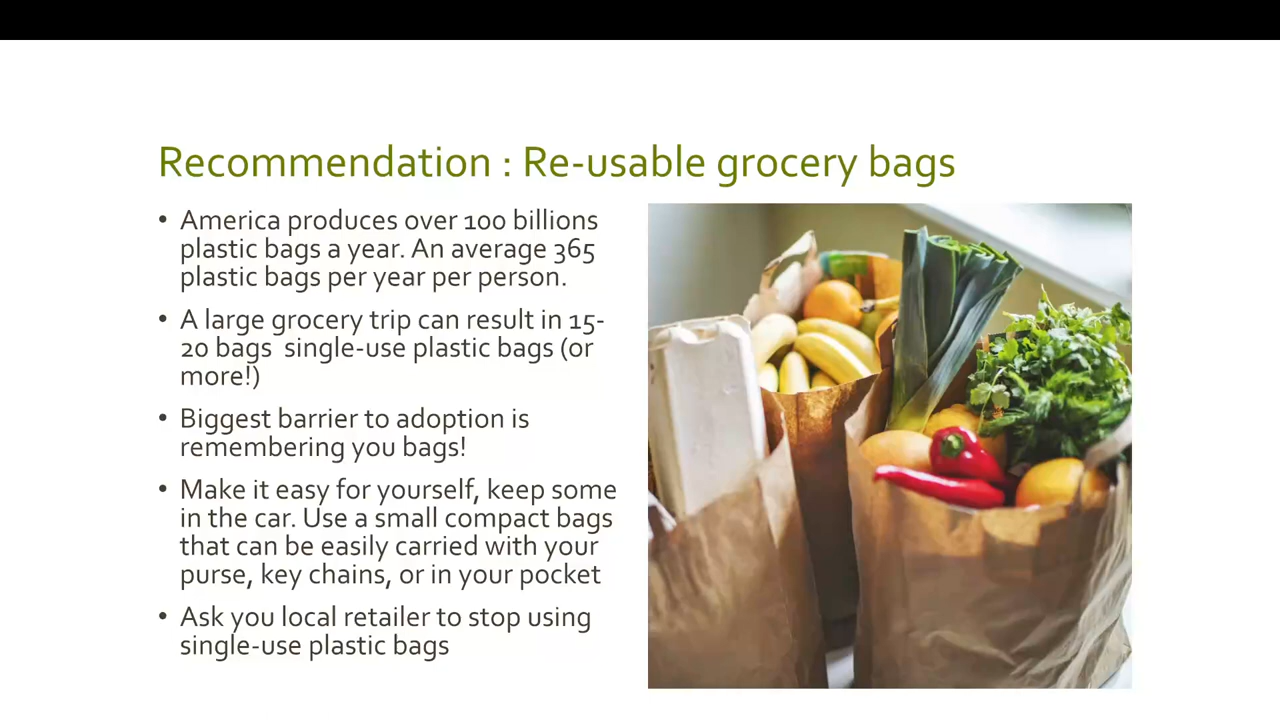 Recommendation : Re-usable grocery bags
• America produces over 100 billions
plastic bags a year. An average 365
plastic bags per year per person.
• A large grocery trip can result in 15-
20 bags  single-use plastic bags (or
more!)
• Biggest barrier to adoption is
remembering you bags!
• Make it easy for yourself, keep some
in the car. Use a small compact bags
that can be easily carried with your
purse, key chains, or in your pocket
• Ask you local retailer to stop using
single-use plastic bags